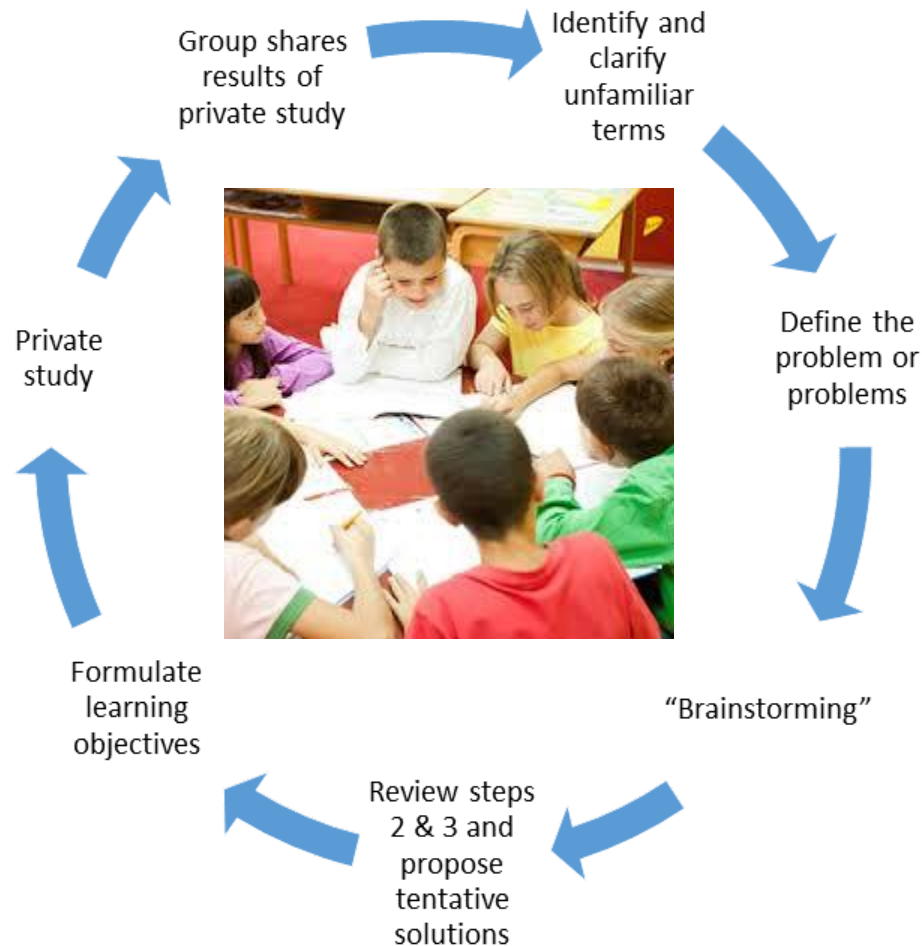 Identify and
clarify
unfamiliar
terms
Define the
problem or
problems
“Brainstorming”
Review steps
2 & 3 and
propose
tentative
solutions
Formulate
learning
objectives
Private
study
Group shares
results of
private study